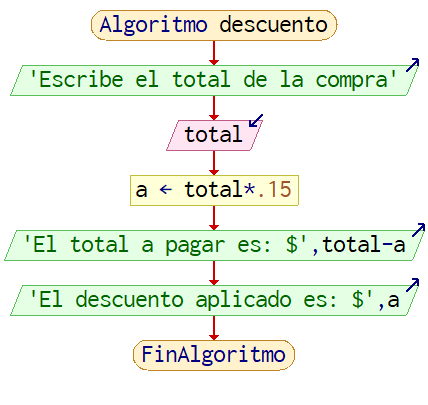 Algoritmo descuento
'Escribe el total de la compra'
total
a ← total*.15
'El total a pagar es: $',total-a
'El descuento aplicado es: $',a
FinAlgoritmo